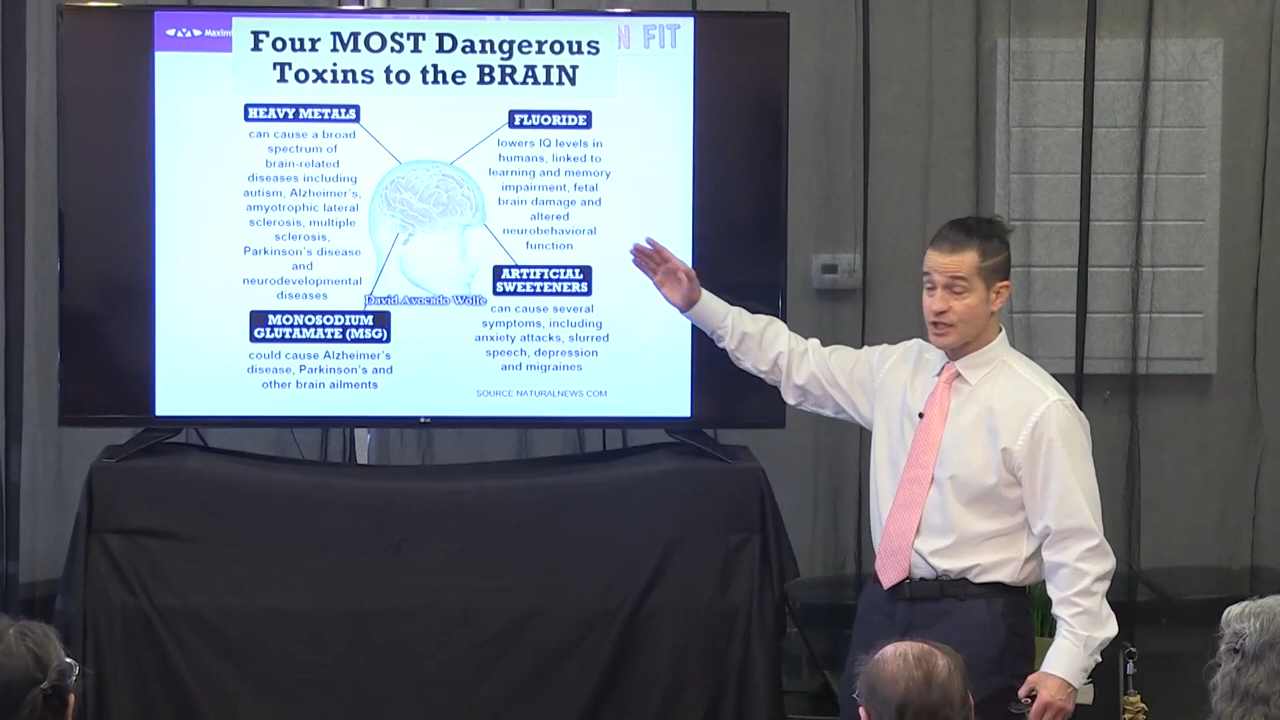 Four MOST Dangerous
Toxins to the BRAIN
N FIT
HEAVY METALS
can cause a broad
spectrum of
brain-related
diseases including
autism, Alzheimer's,
amyotrophic lateral
sclerosis, multiple
sclerosis,
Parkinson's disease
and
neurodevelopmental
diseases
FLUORIDE
lowers IQ levels in
humans, linked to
learning and memory
impairment, fetal
brain damage and
altered
neurobehavioral
function
David Avocado Wolfe
MONOSODIUM
GLUTAMATE (MSG)
could cause Alzheimer's
disease, Parkinson's and
other brain ailments
ARTIFICIAL
SWEETENERS
can cause several
symptoms, including
anxiety attacks, slurred
speech, depression
and migraines
SOURCE NATURALNEWS.COM
LG